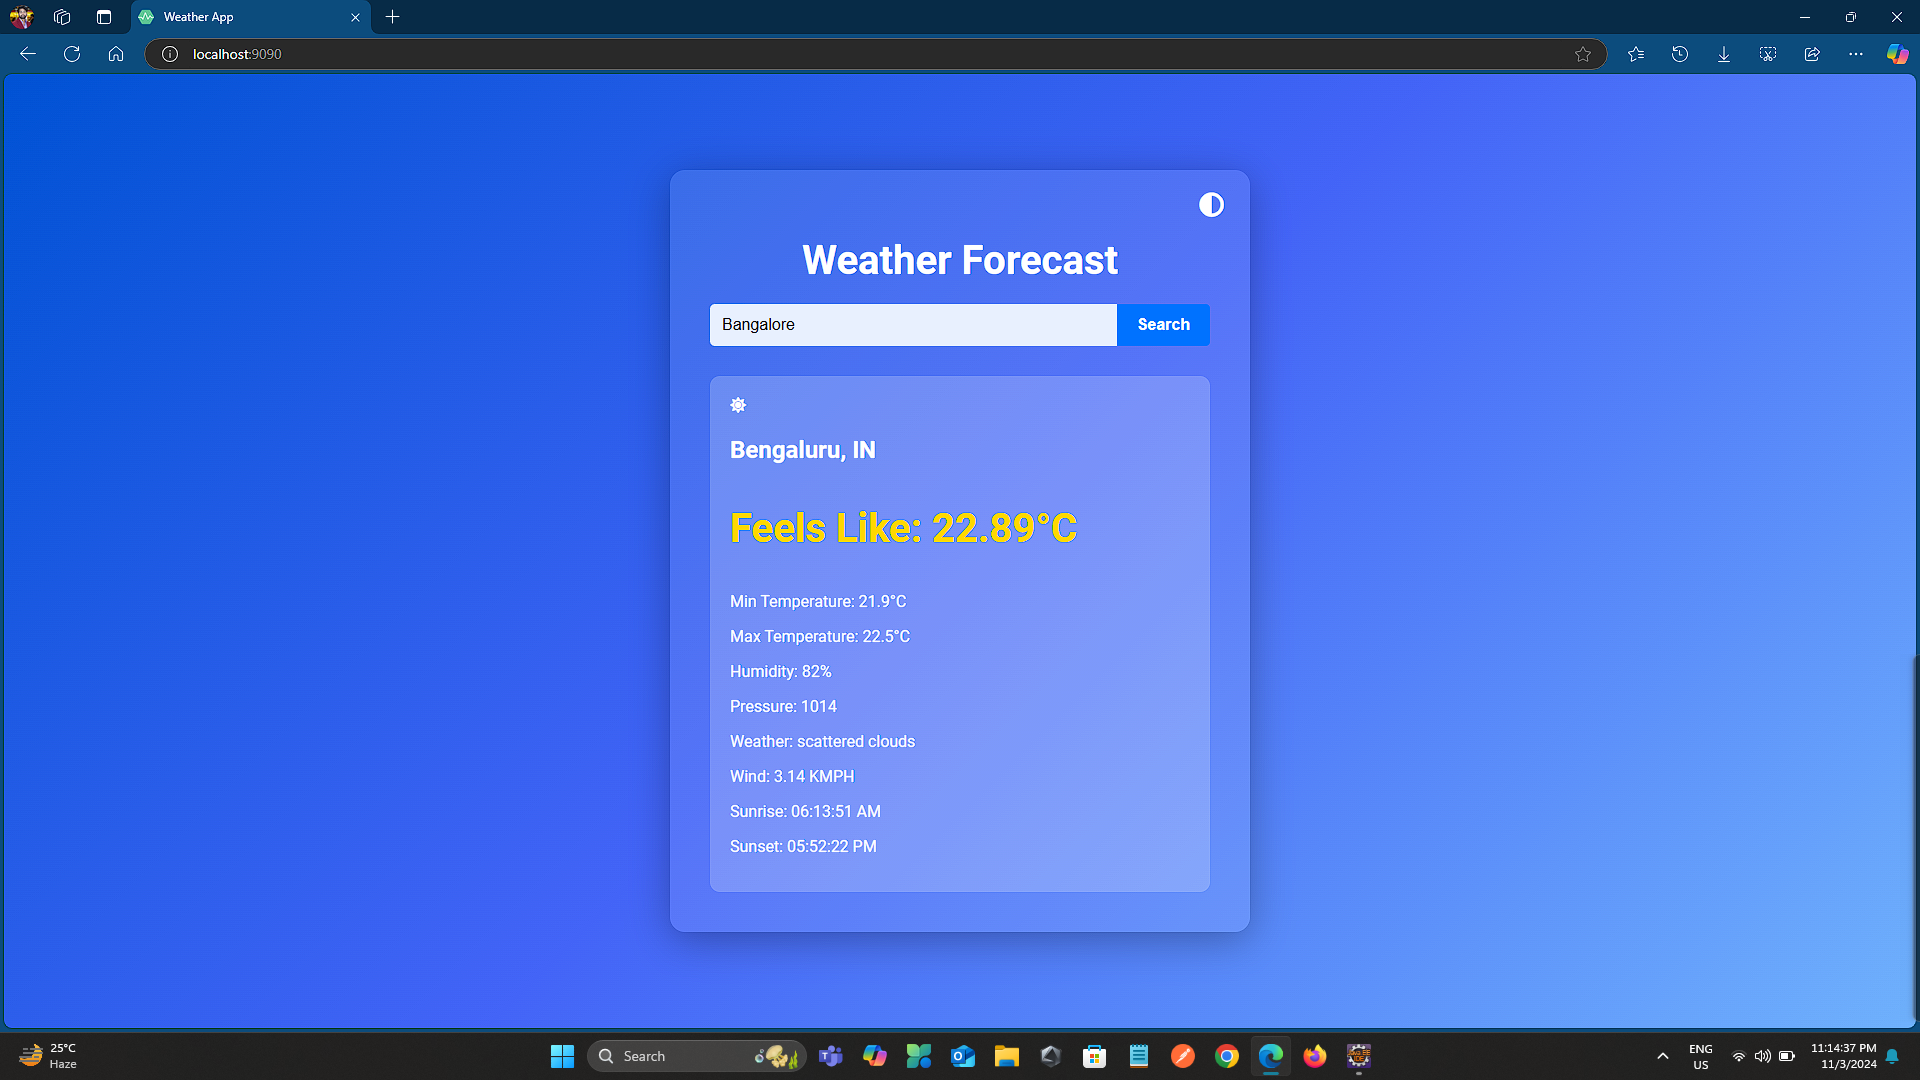 Weather App
localhost:9090
Weather Forecast
Bangalore
Search
Bengaluru, IN
Feels Like: 22.89°C
Min Temperature: 21.9°C
Max Temperature: 22.5°C
Humidity: 82%
Pressure: 1014
Weather: scattered clouds
Wind: 3.14 KMPH
Sunrise: 06:13:51 AM
Sunset: 05:52:22 PM
25°C
Haze
Search
ENG
US
11:14:37 PM
11/3/2024